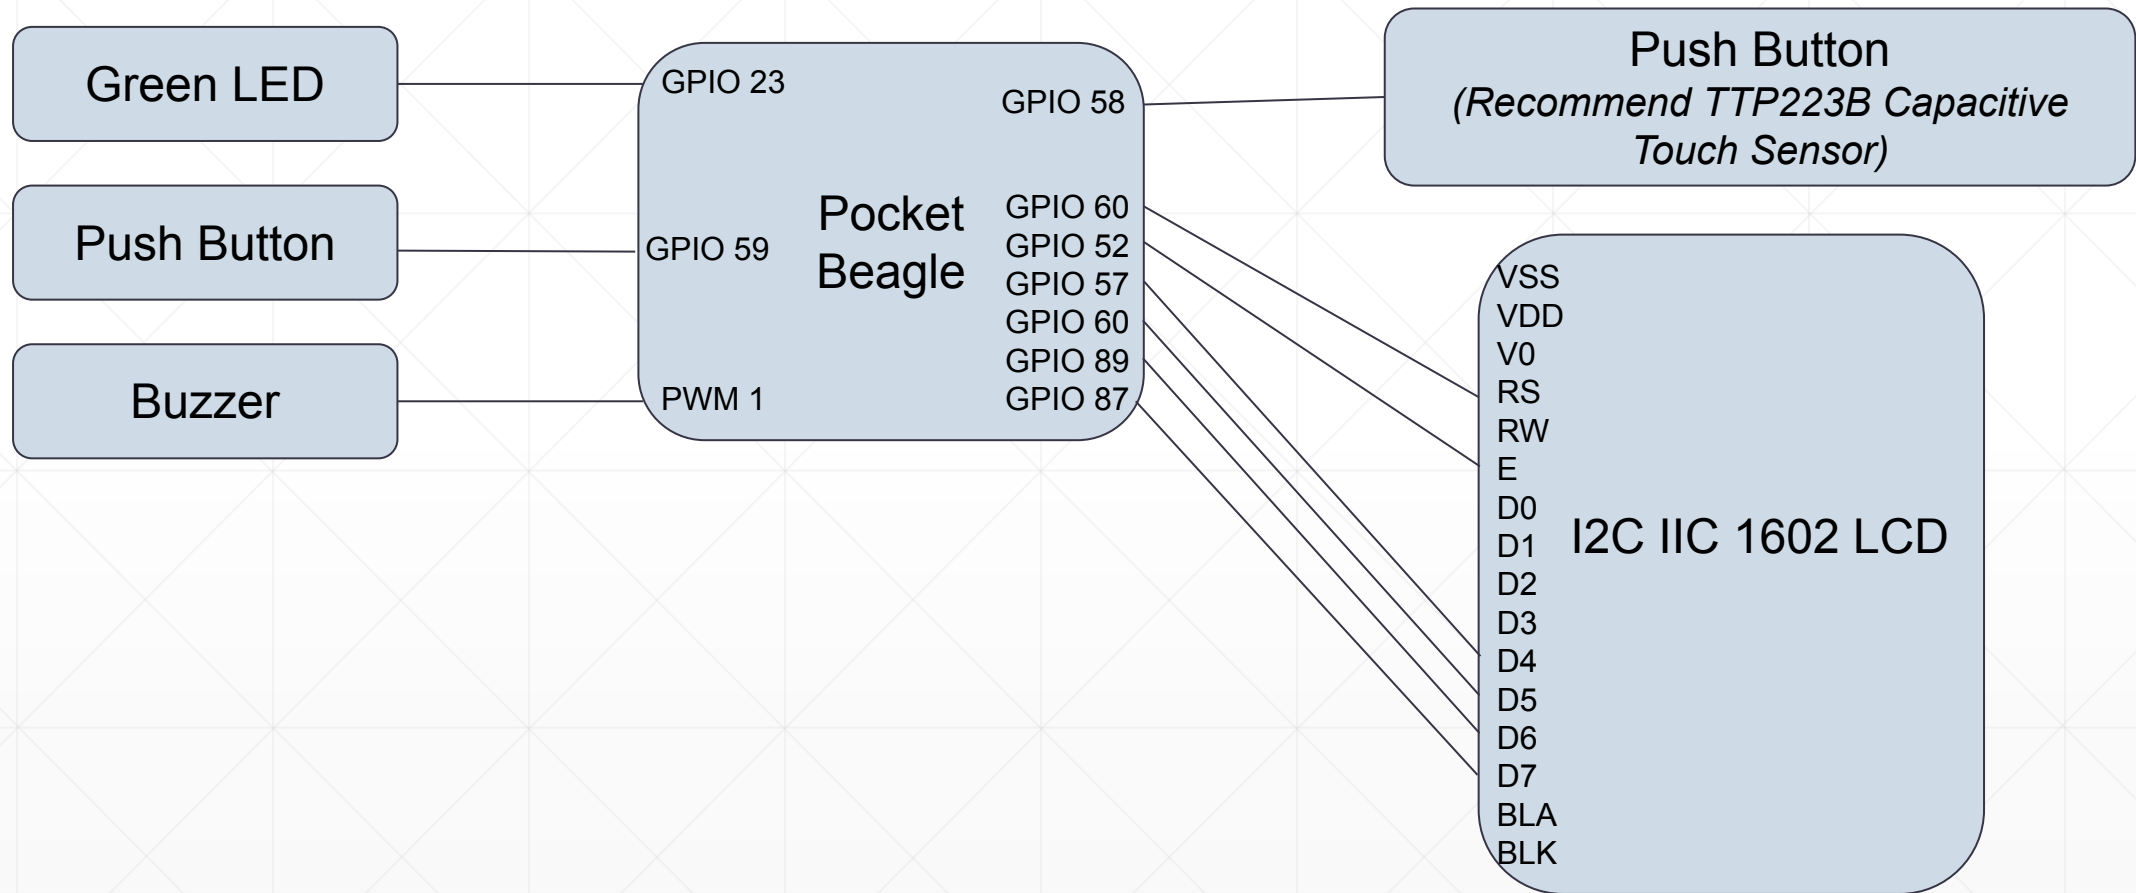 Green LED
Push Button
Buzzer
GPIO 23
GPIO 59
PWM 1
Pocket
Beagle
GPIO 58
GPIO 60
GPIO 52
GPIO 57
GPIO 60
GPIO 89
GPIO 87
Push Button
(Recommend TTP223B Capacitive
Touch Sensor)
VSS
VDD
V0
RS
RW
E
D0
D1
D2
D3
D4
D5
D6
D7
BLA
BLK
I2C IIC 1602 LCD